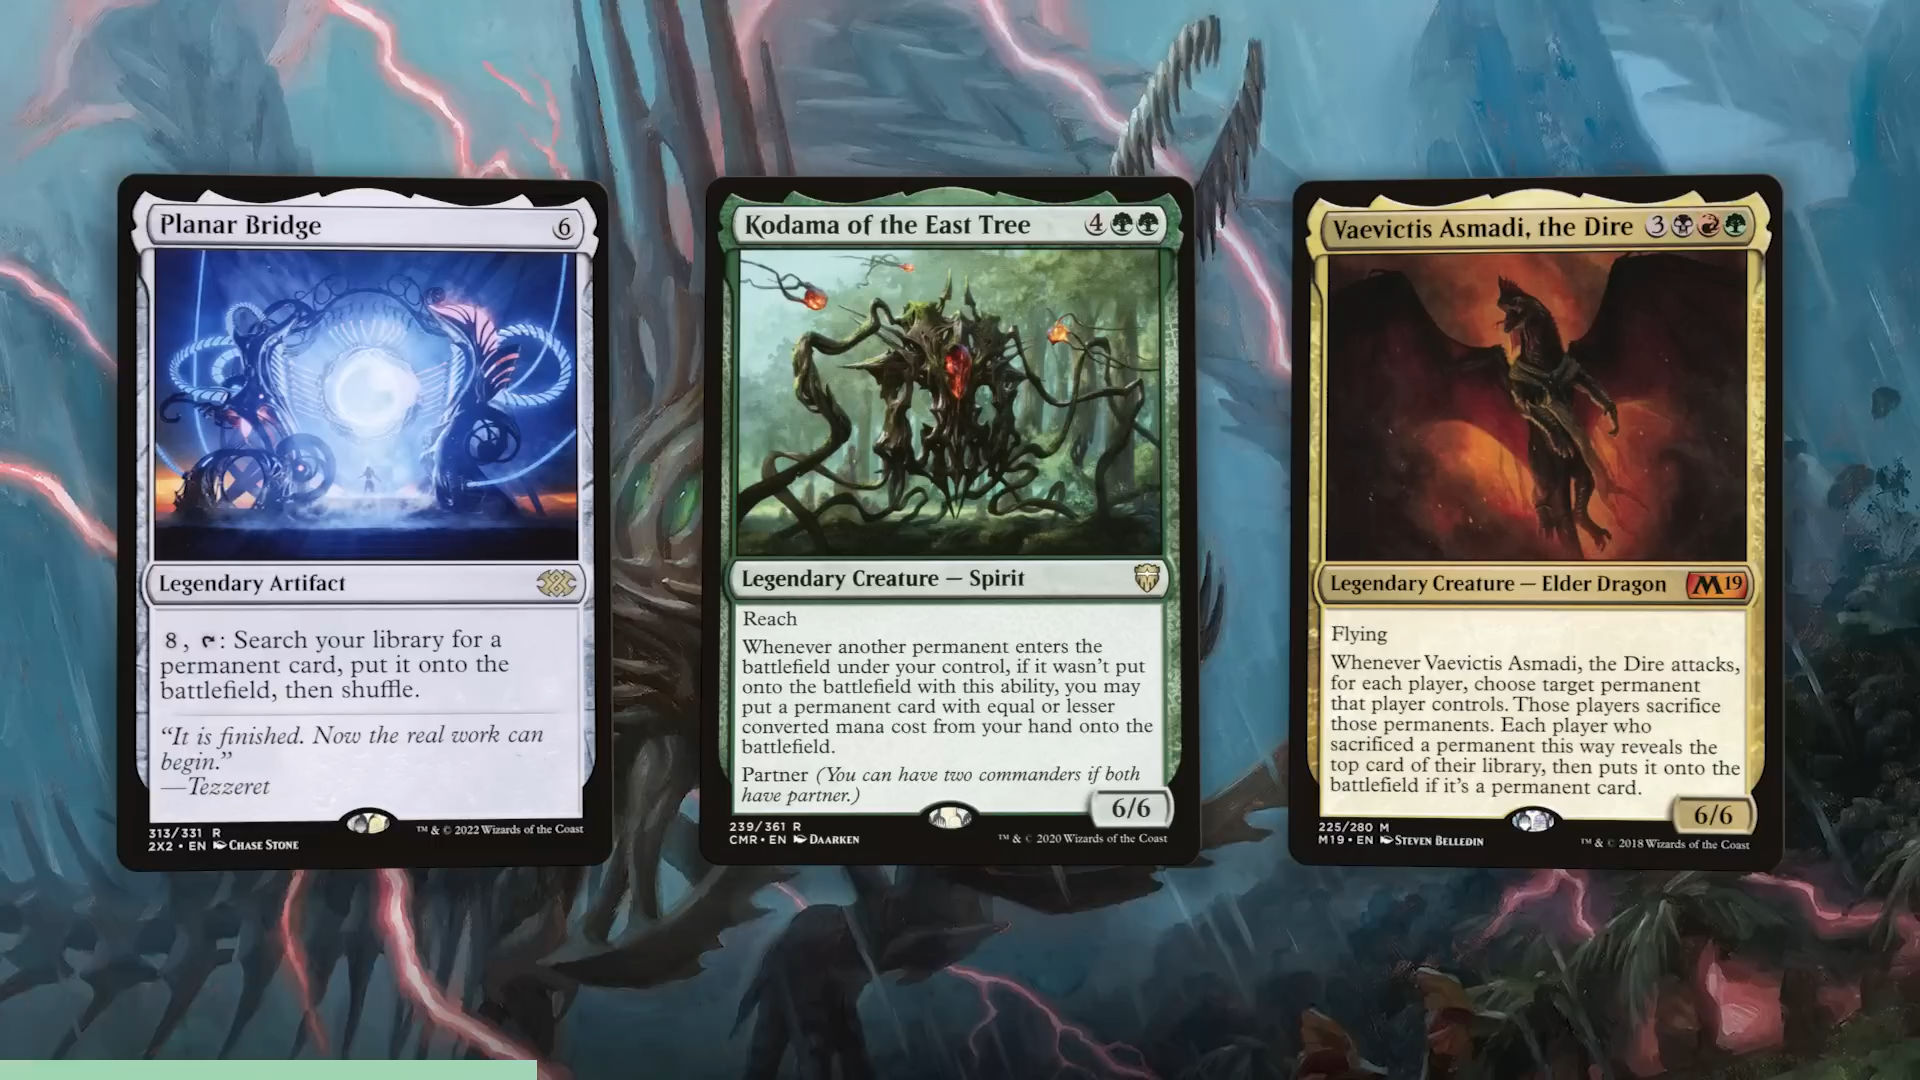 Planar Bridge 6
Legendary Artifact
8, : Search your library for a
permanent card, put it onto the
battlefield, then shuffle.
“It is finished. Now the real work can
begin.”
—Tezzeret
313/331 R
2X2 • EN CHASE STONE
™ & © 2022 Wizards of the Coast
Kodama of the East Tree 4
Legendary Creature — Spirit
Reach
Whenever another permanent enters the
battlefield under your control, if it wasn't put
onto the battlefield with this ability, you may
put a permanent card with equal or lesser
converted mana cost from your hand onto the
battlefield.
Partner (You can have two commanders if both
have partner.)
6/6
239/361 R
CMR • EN DAARKEN
™ & © 2020 Wizards of the Coast
Vaevictis Asmadi, the Dire 3
Legendary Creature — Elder Dragon M19
Flying
Whenever Vaevictis Asmadi, the Dire attacks,
for each player, choose target permanent
that player controls. Those players sacrifice
those permanents. Each player who
sacrificed a permanent this way reveals the
top card of their library, then puts it onto the
battlefield if it's a permanent card.
6/6
225/280 M
M19 • EN STEVEN BELLEDIN
™ & © 2018 Wizards of the Coast